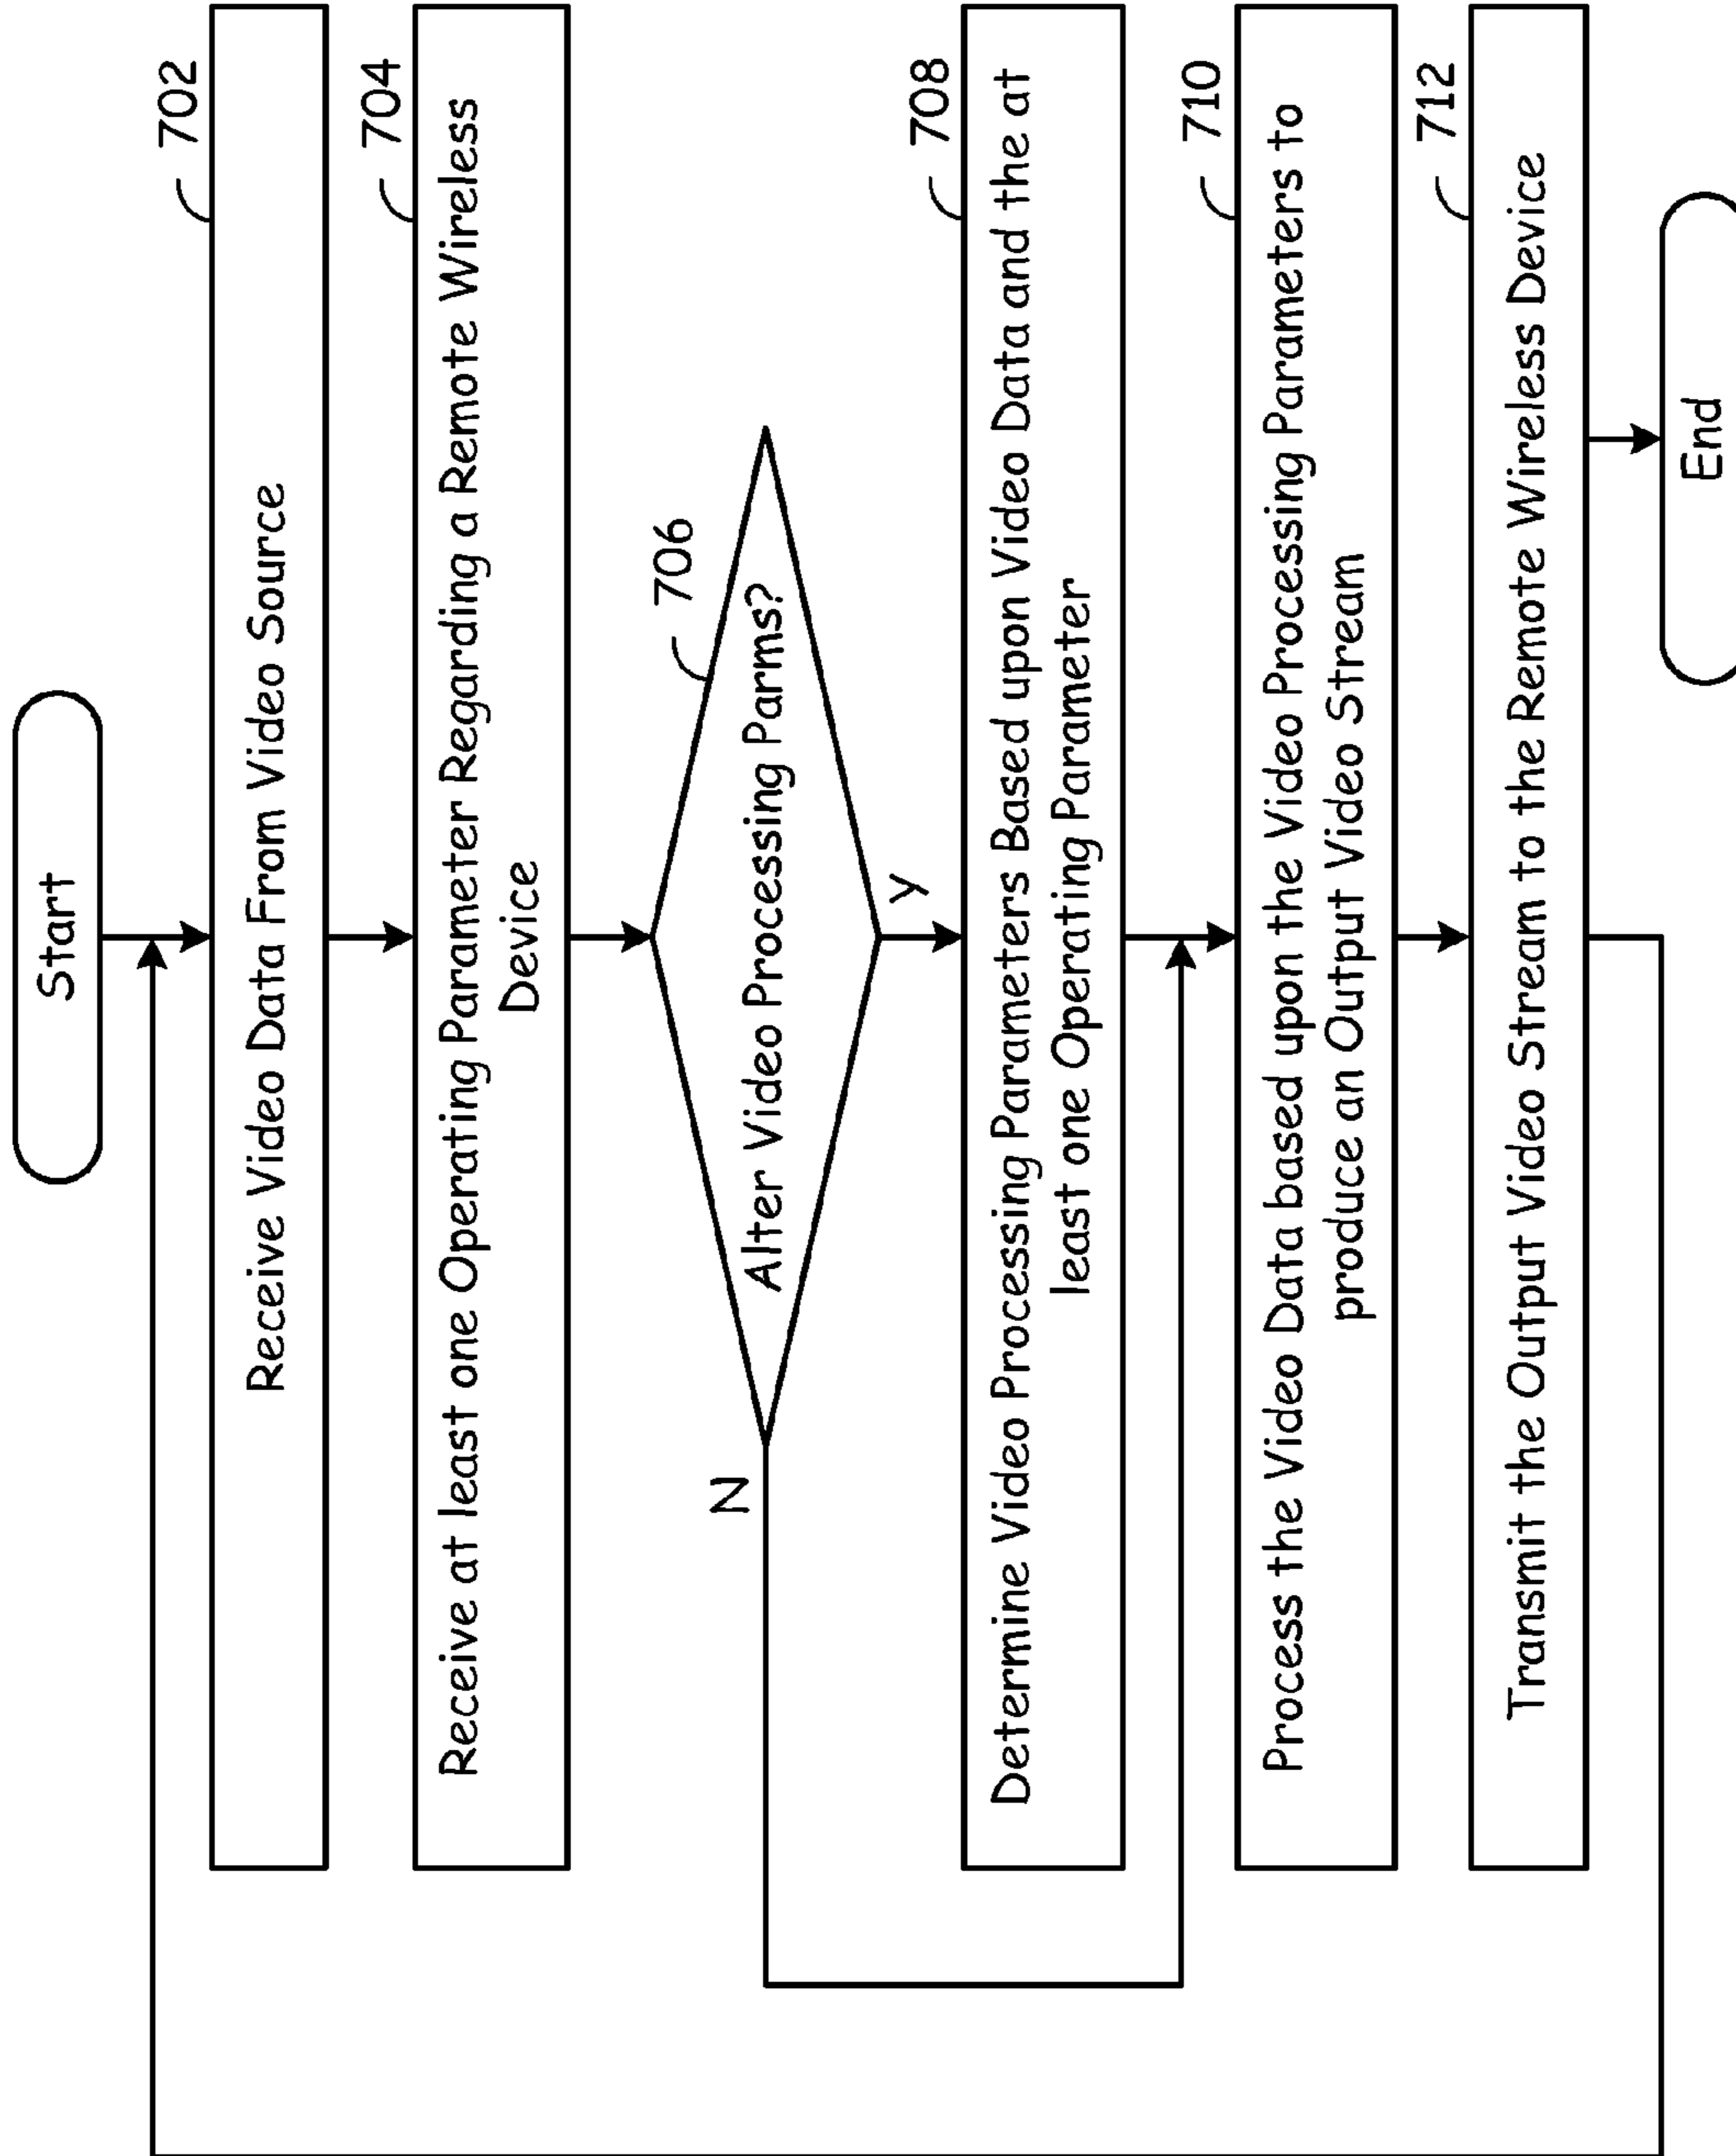 Start
702
Receive Video Data From Video Source
704
Receive at least one Operating Parameter Regarding a Remote Wireless
Device
706
Alter Video Processing Parms?
N
Y
708
Determine Video Processing Parameters Based upon Video Data and the at
least one Operating Parameter
710
Process the Video Data based upon the Video Processing Parameters to
produce an Output Video Stream
712
Transmit the Output Video Stream to the Remote Wireless Device
End